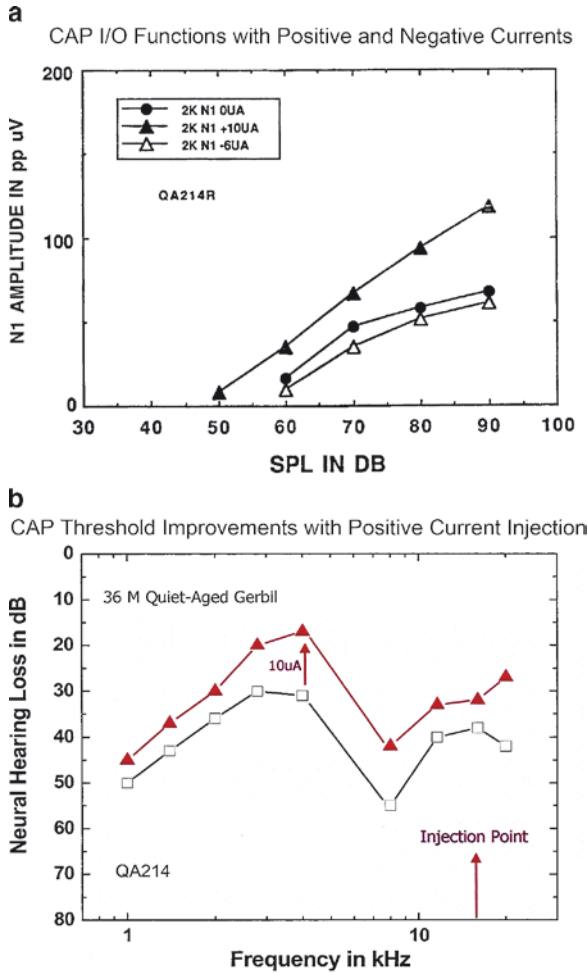 a
CAP I/O Functions with Positive and Negative Currents
200
100
0
N1 AMPLITUDE IN pp uV
2K N1 0UA
2K N1 +10UA
2K N1 -6UA
QA214R
30 40 50 60 70 80 90 100
SPL IN DB
b
CAP Threshold Improvements with Positive Current Injection
0
10
20
30
40
50
60
70
80
Neural Hearing Loss in dB
36 M Quiet-Aged Gerbil
10uA
Injection Point
QA214
1 10
Frequency in kHz